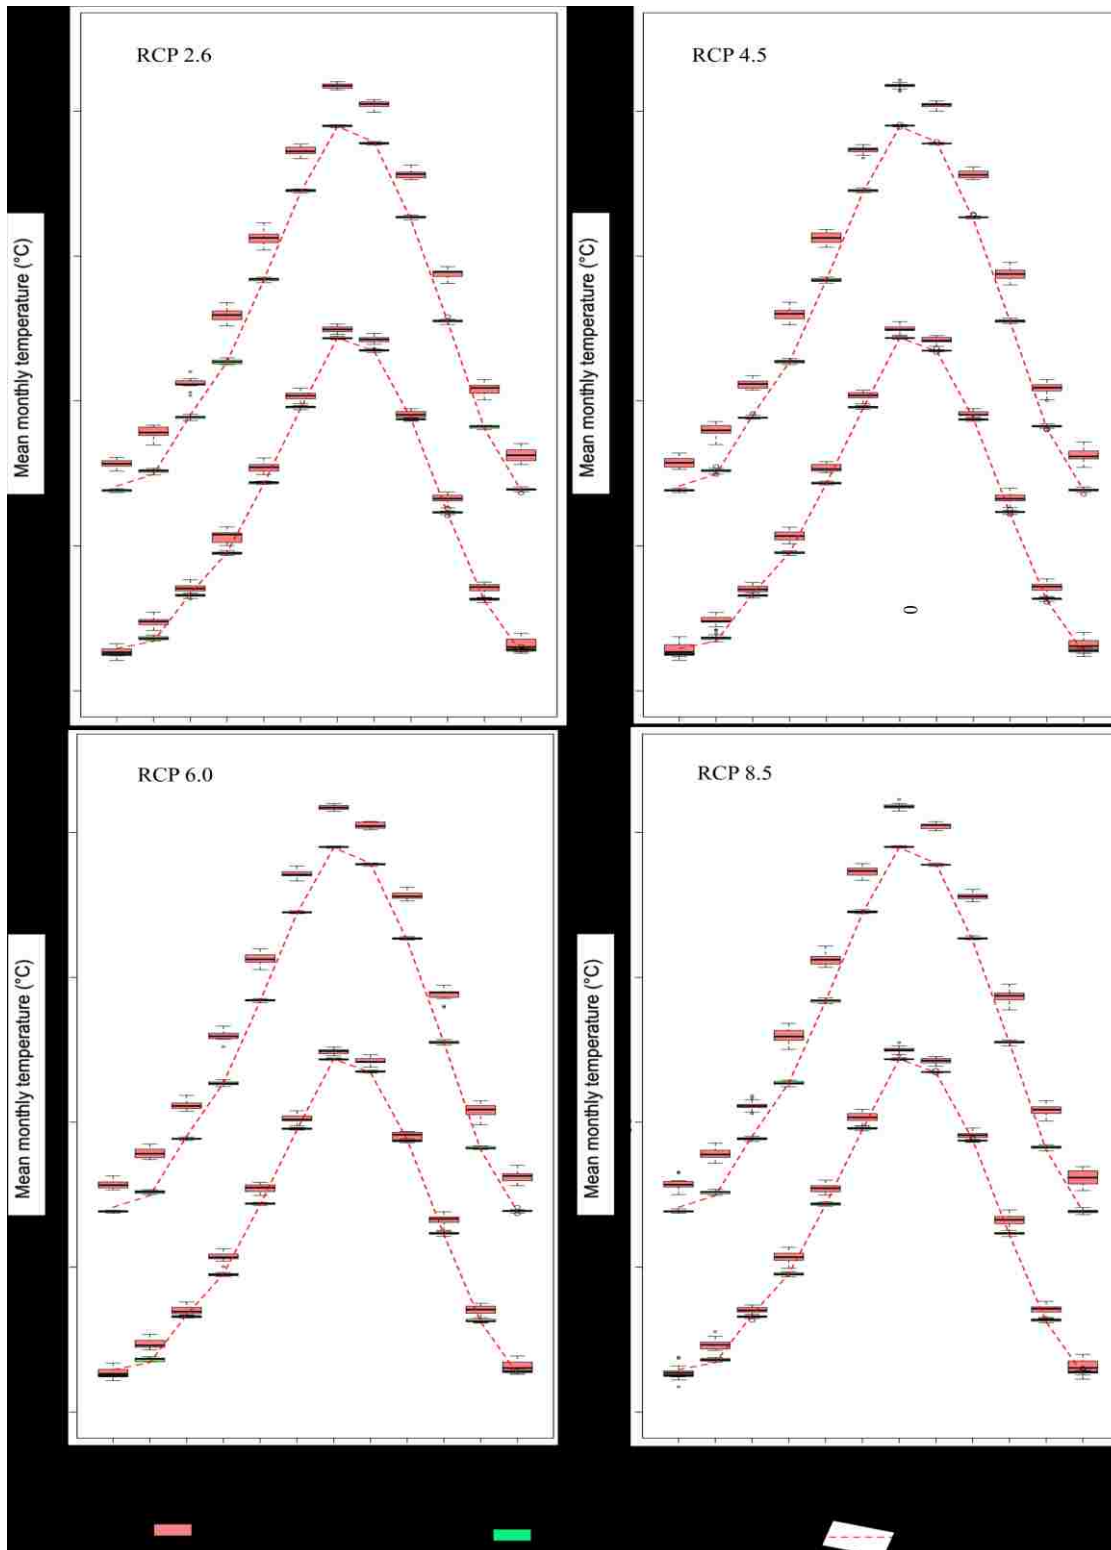 RCP 2.6
RCP 4.5
Mean monthly temperature (°C)
Mean monthly temperature (°C)
0
RCP 6.0
RCP 8.5
Mean monthly temperature (°C)
Mean monthly temperature (°C)